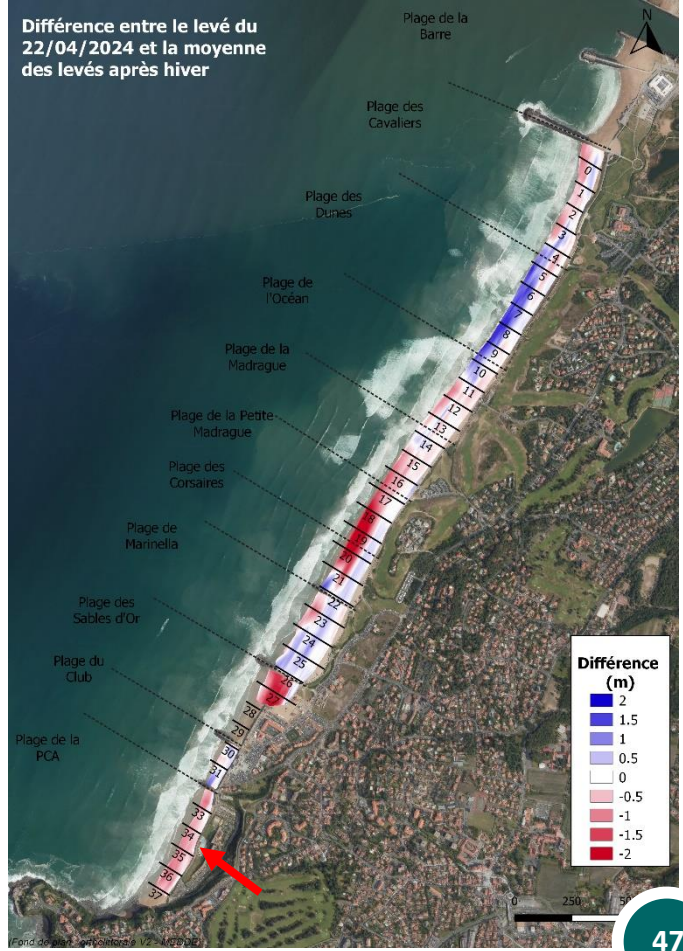 Différence entre le levé du
22/04/2024 et la moyenne
des levés après hiver
Plage de la
Barre
N
Plage des
Cavaliers
Plage des
Dunes
Plage de
l'Océan
Plage de la
Madrague
Plage de la Petite
Madrague
Plage des
Corsaires
Plage de
Marinella
Plage des
Sables d'Or
Plage du
Club
Plage de la
PCA
0
1
2
3
4
5
6
7
8
9
10
11
12
13
14
15
16
17
18
19
20
21
22
23
24
25
26
27
28
29
30
31
33
34
35
36
37
Différence
(m)
2
1.5
1
0.5
0
-0.5
-1
-1.5
-2
0 250
47
(Fond de plan